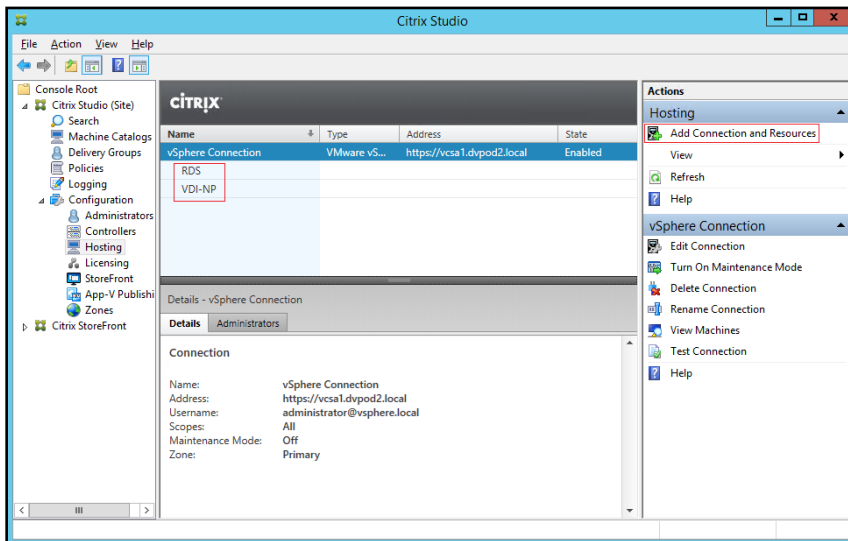 Citrix Studio
File Action View Help
Console Root
Citrix Studio (Site)
Search
Machine Catalogs
Delivery Groups
Policies
Logging
Configuration
Administrators
Controllers
Hosting
Licensing
StoreFront
App-V Publishi
Zones
Citrix StoreFront
CITRIX
Name Type Address State
vSphere Connection VMware vS... https://vcsa1.dvpod2.local Enabled
RDS
VDI-NP
Details - vSphere Connection
Details Administrators
Connection
Name: vSphere Connection
Address: https://vcsa1.dvpod2.local
Username: administrator@vsphere.local
Scopes: All
Maintenance Mode: Off
Zone: Primary
Actions
Hosting
Add Connection and Resources
View
Refresh
Help
vSphere Connection
Edit Connection
Turn On Maintenance Mode
Delete Connection
Rename Connection
View Machines
Test Connection
Help